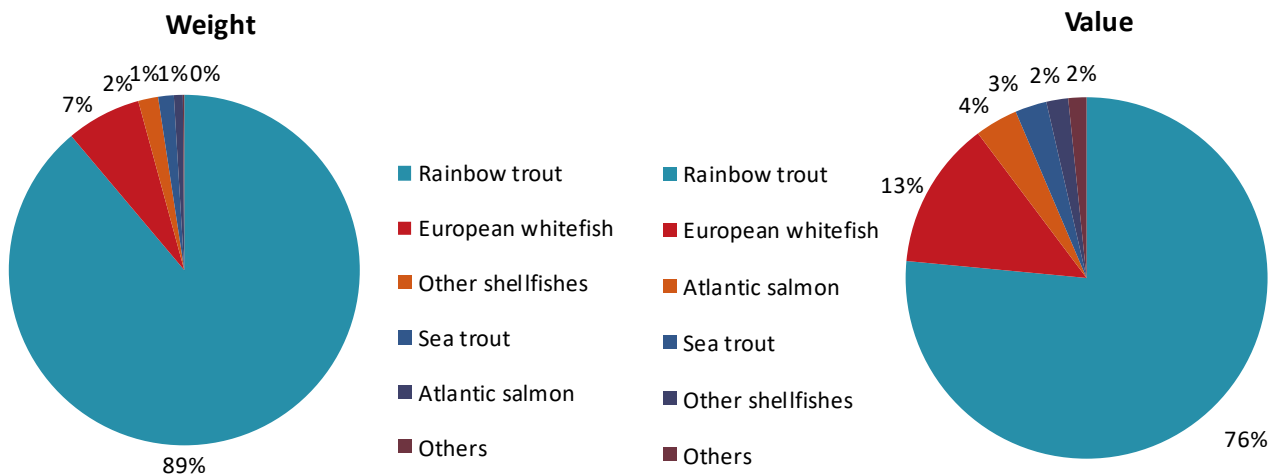 Weight
0%
1%
1%
2%
7%
89%
Rainbow trout
European whitefish
Other shellfishes
Sea trout
Atlantic salmon
Others
Value
2%
2%
3%
4%
13%
76%
Rainbow trout
European whitefish
Atlantic salmon
Sea trout
Other shellfishes
Others